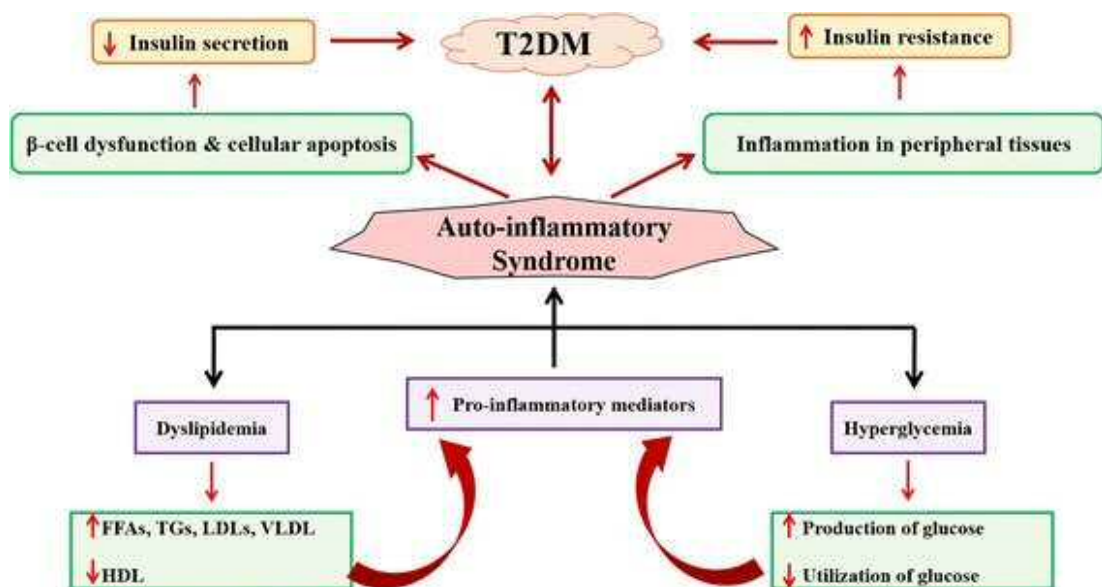 ↓ Insulin secretion
T2DM
↑ Insulin resistance
β-cell dysfunction & cellular apoptosis
Inflammation in peripheral tissues
Auto-inflammatory
Syndrome
Dyslipidemia
↑ Pro-inflammatory mediators
Hyperglycemia
↑ FFAs, TGs, LDLs, VLDL
↓ HDL
↑ Production of glucose
↓ Utilization of glucose